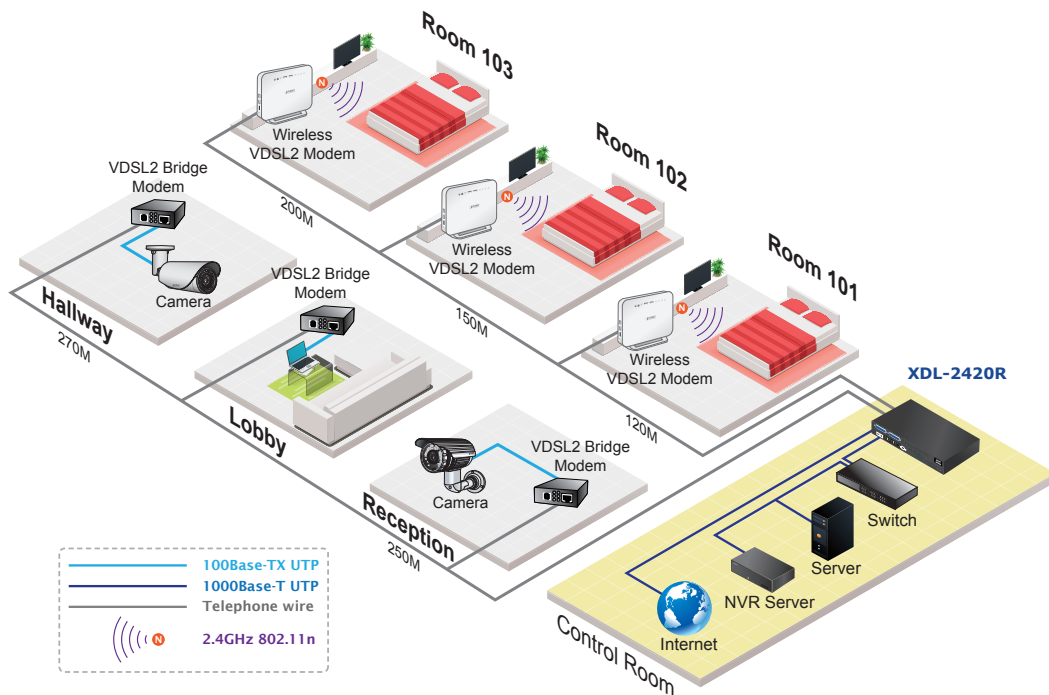 Room 103
N
Wireless
VDSL2 Modem
VDSL2 Bridge
Modem
Camera
Hallway
200M
Room 102
N
Wireless
VDSL2 Modem
VDSL2 Bridge
Modem
270M
Lobby
150M
Room 101
N
Wireless
VDSL2 Modem
120M
XDL-2420R
Camera
VDSL2 Bridge
Modem
Reception
250M
Switch
Server
NVR Server
Internet
Control Room
100Base-TX UTP
1000Base-T UTP
Telephone wire
N
2.4GHz 802.11n